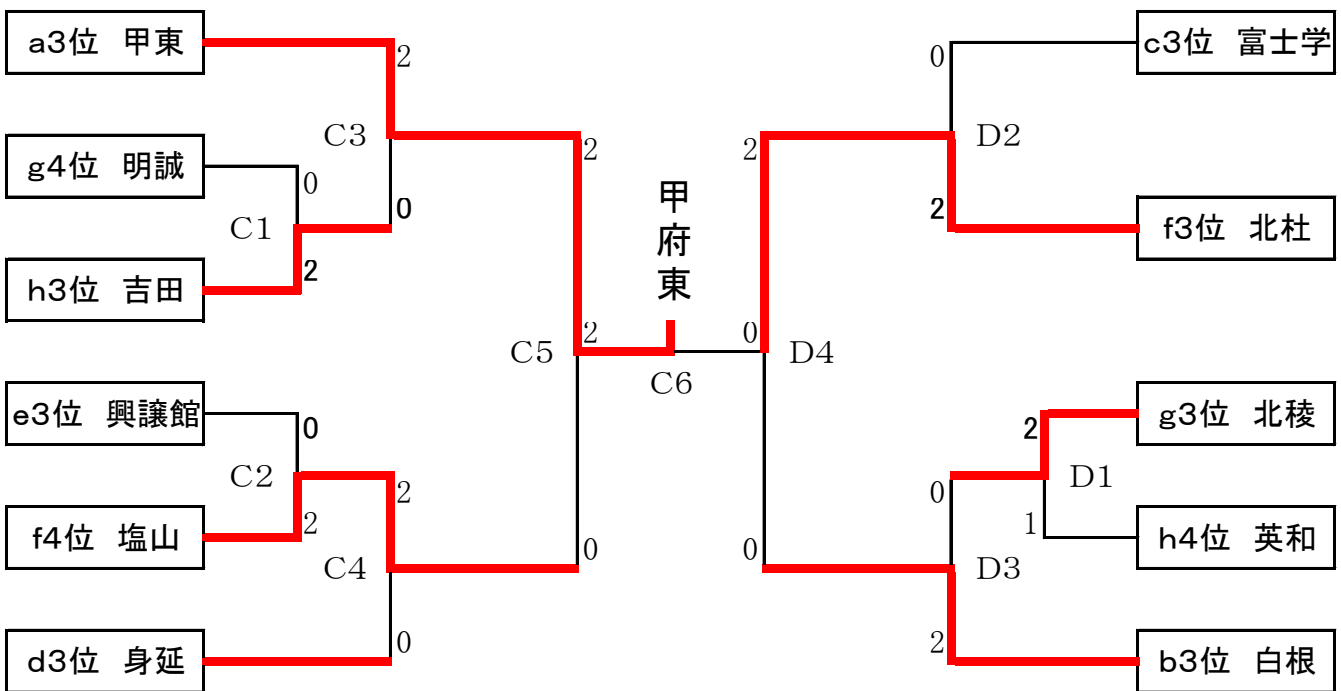 a3位 甲東
2
0
c3位 富士学
C3
D2
g4位 明誠
0
2
2
甲府東
C1
0
2
f3位 北杜
h3位 吉田
2
2
0
C5
D4
C6
e3位 興譲館
0
2
g3位 北稜
C2
2
0
D1
f4位 塩山
2
0
0
1
h4位 英和
C4
D3
d3位 身延
0
2
b3位 白根